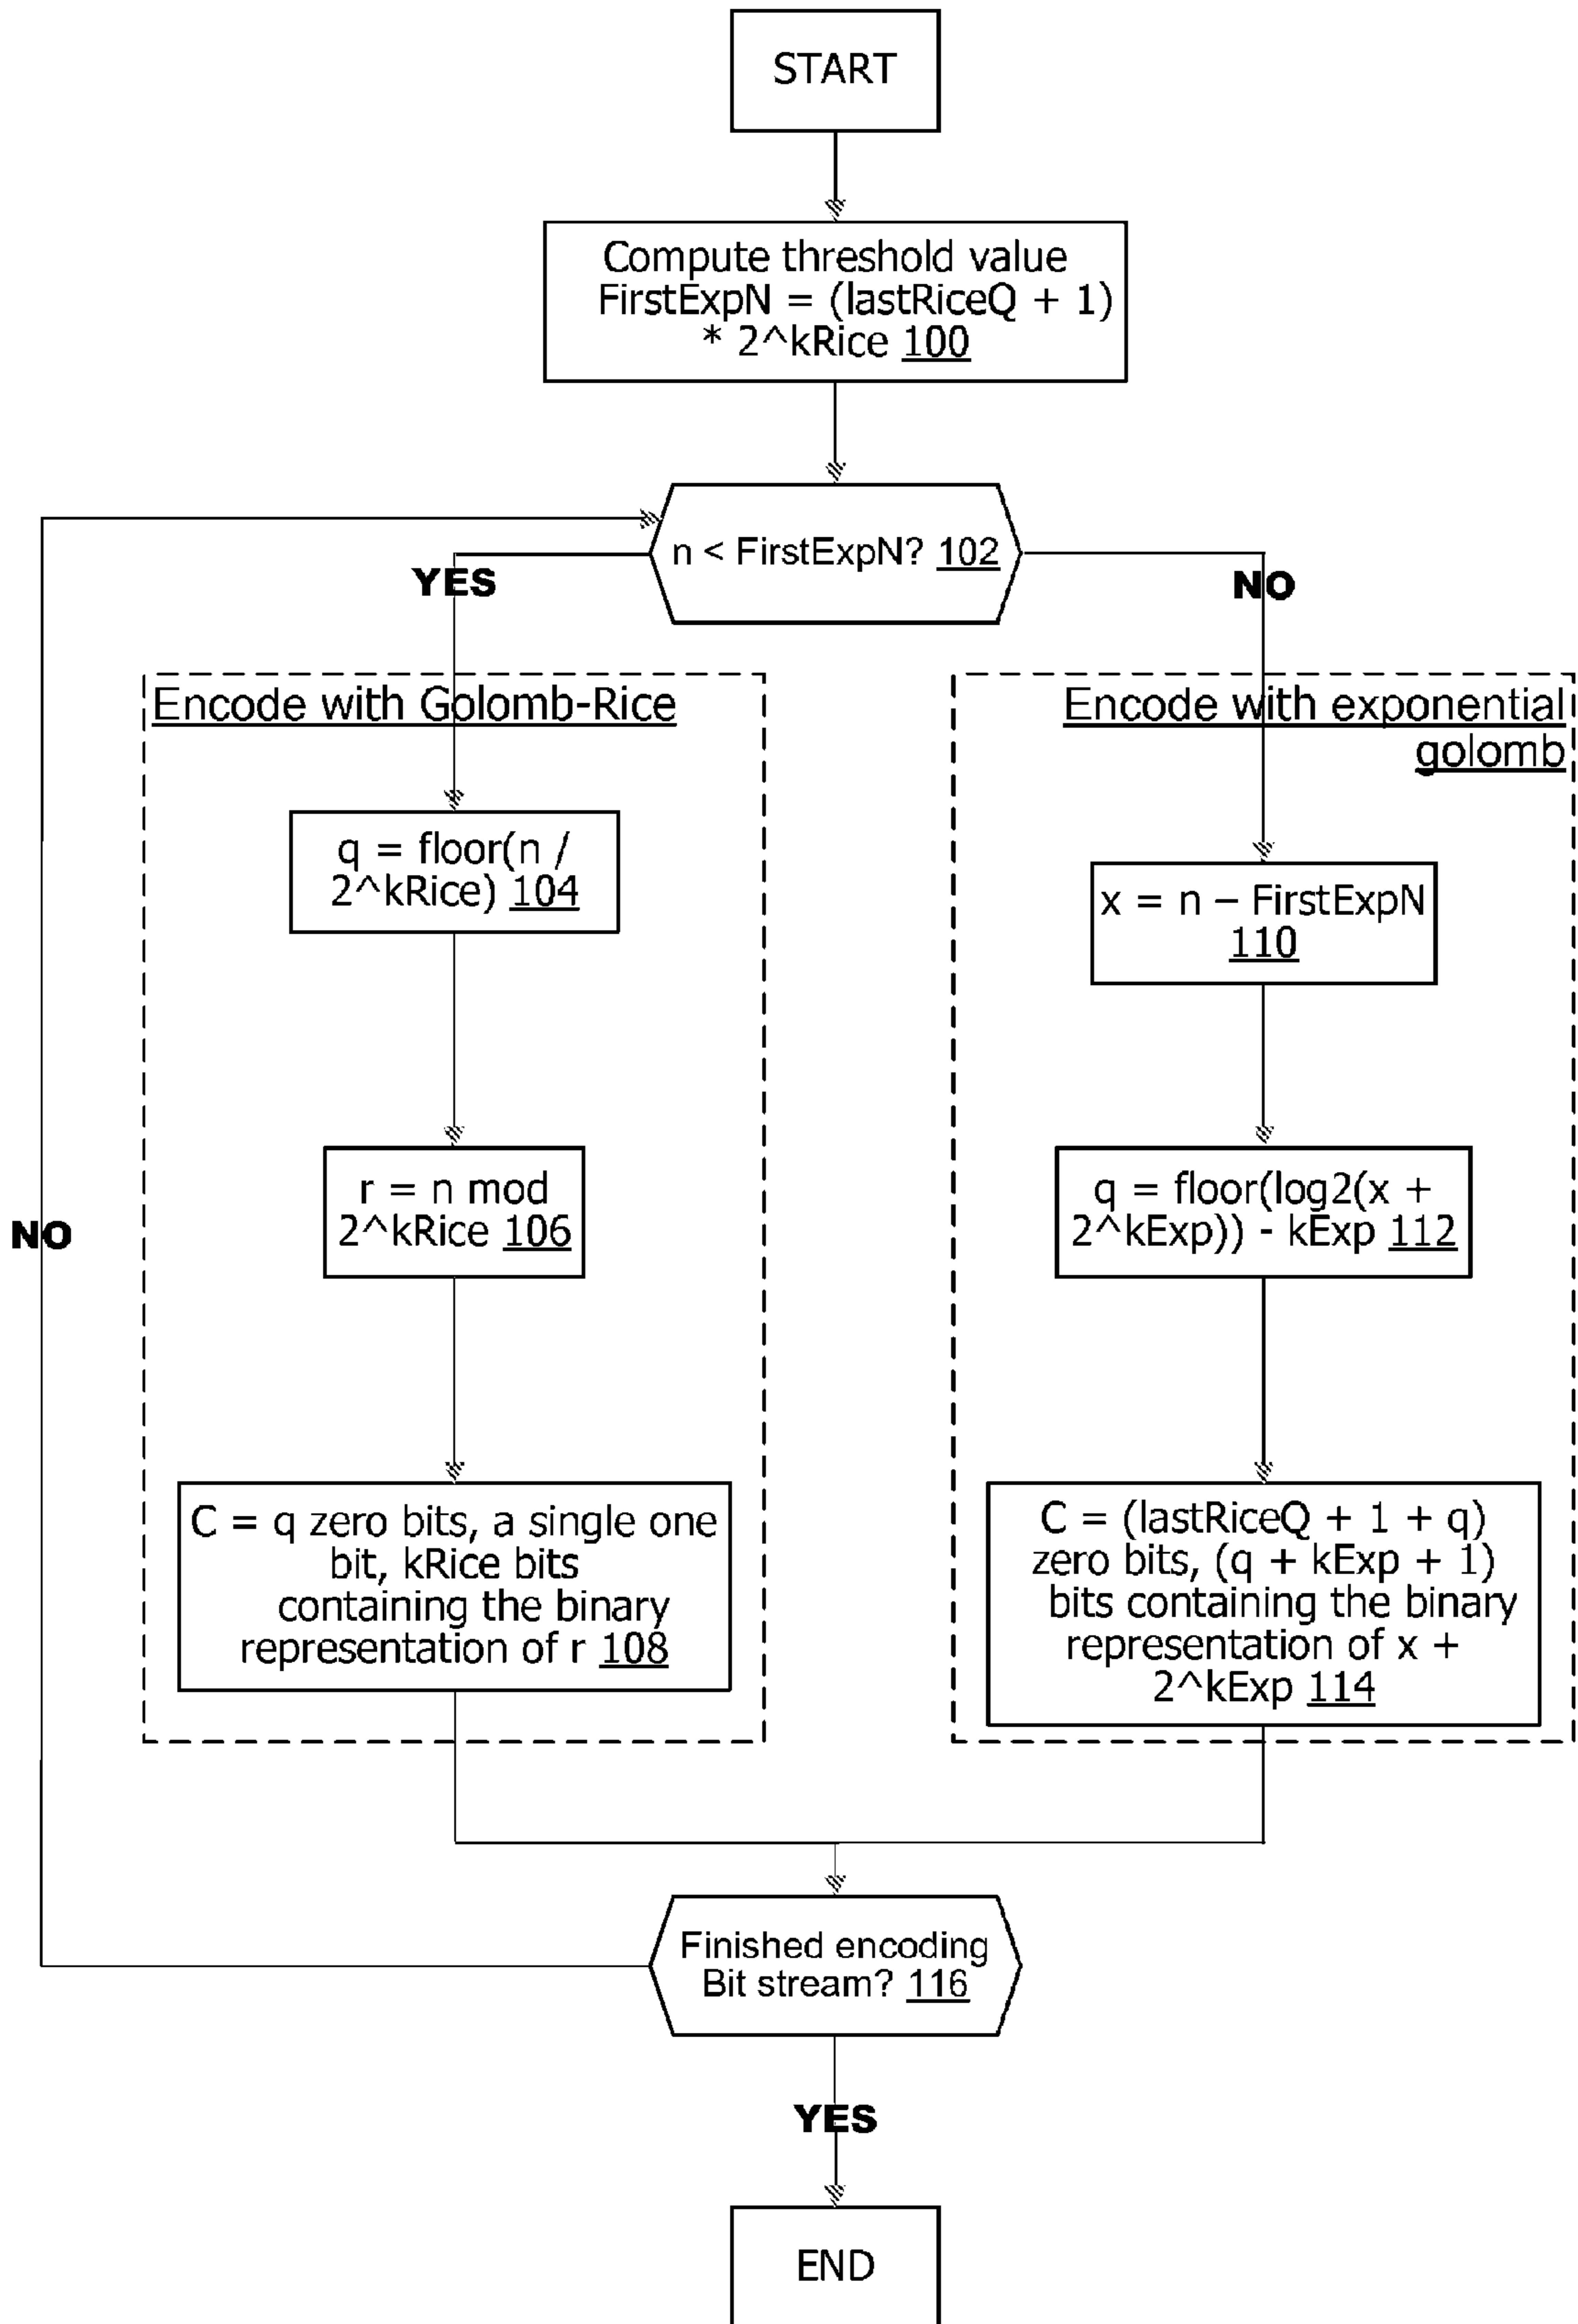 START
Compute threshold value
FirstExpN = (lastRiceQ + 1)
* 2^kRice 100
n < FirstExpN? 102
YES
NO
Encode with Golomb-Rice
q = floor(n /
2^kRice) 104
r = n mod
2^kRice 106
C = q zero bits, a single one
bit, kRice bits
containing the binary
representation of r 108
Encode with exponential
golomb
x = n – FirstExpN
110
q = floor(log2(x +
2^kExp)) - kExp 112
C = (lastRiceQ + 1 + q)
zero bits, (q + kExp + 1)
bits containing the binary
representation of x +
2^kExp 114
NO
Finished encoding
Bit stream? 116
YES
END